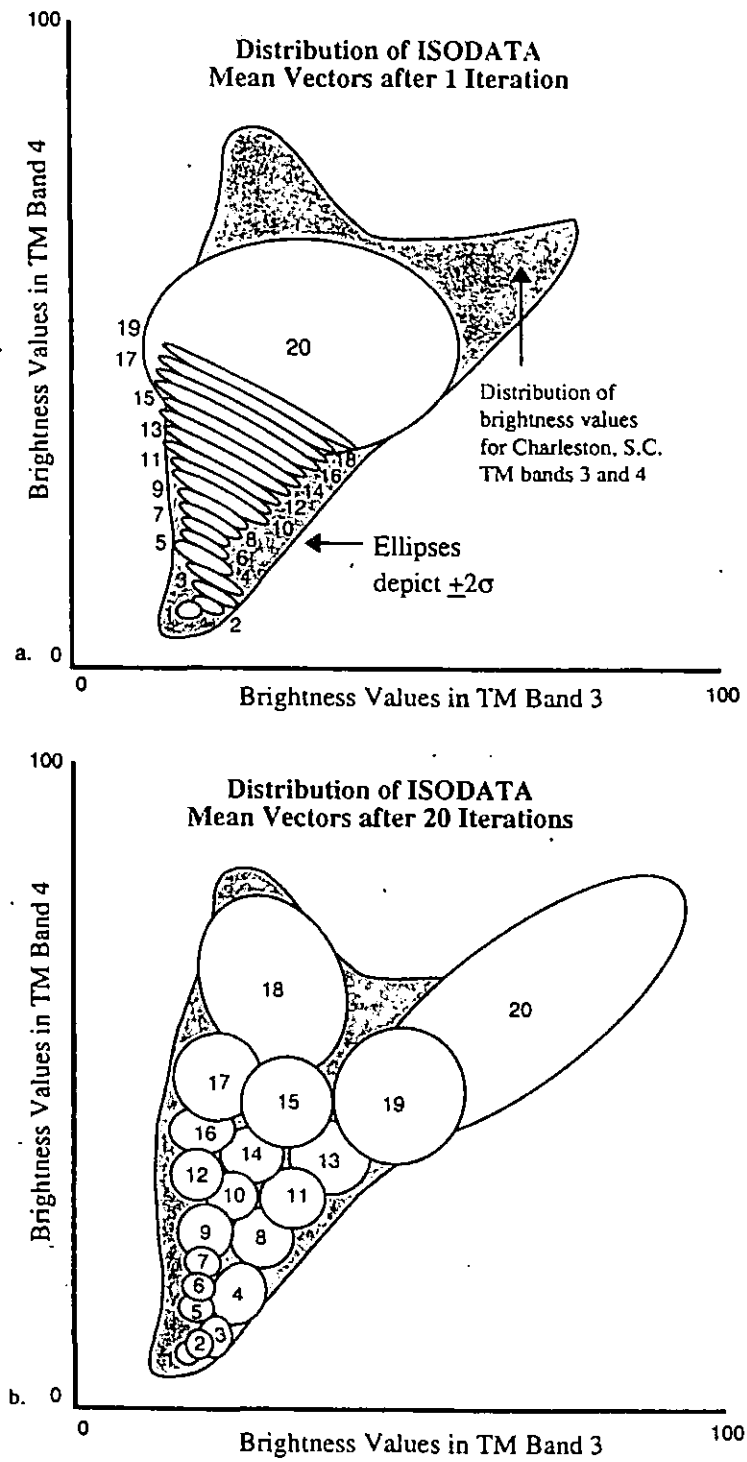 100
Distribution of ISODATA
Mean Vectors after 1 Iteration
Brightness Values in TM Band 4
19
17
15
13
11
9
7
5
3
1
20
18
16
14
12
10
8
6
4
2
Distribution of
brightness values
for Charleston, S.C.
TM bands 3 and 4
Ellipses
depict ±2σ
a. 0
0
Brightness Values in TM Band 3
100
100
Distribution of ISODATA
Mean Vectors after 20 Iterations
Brightness Values in TM Band 4
18
20
17
15
19
16
14
13
12
10
11
9
8
7
6
4
5
3
2
1
b. 0
0
Brightness Values in TM Band 3
100